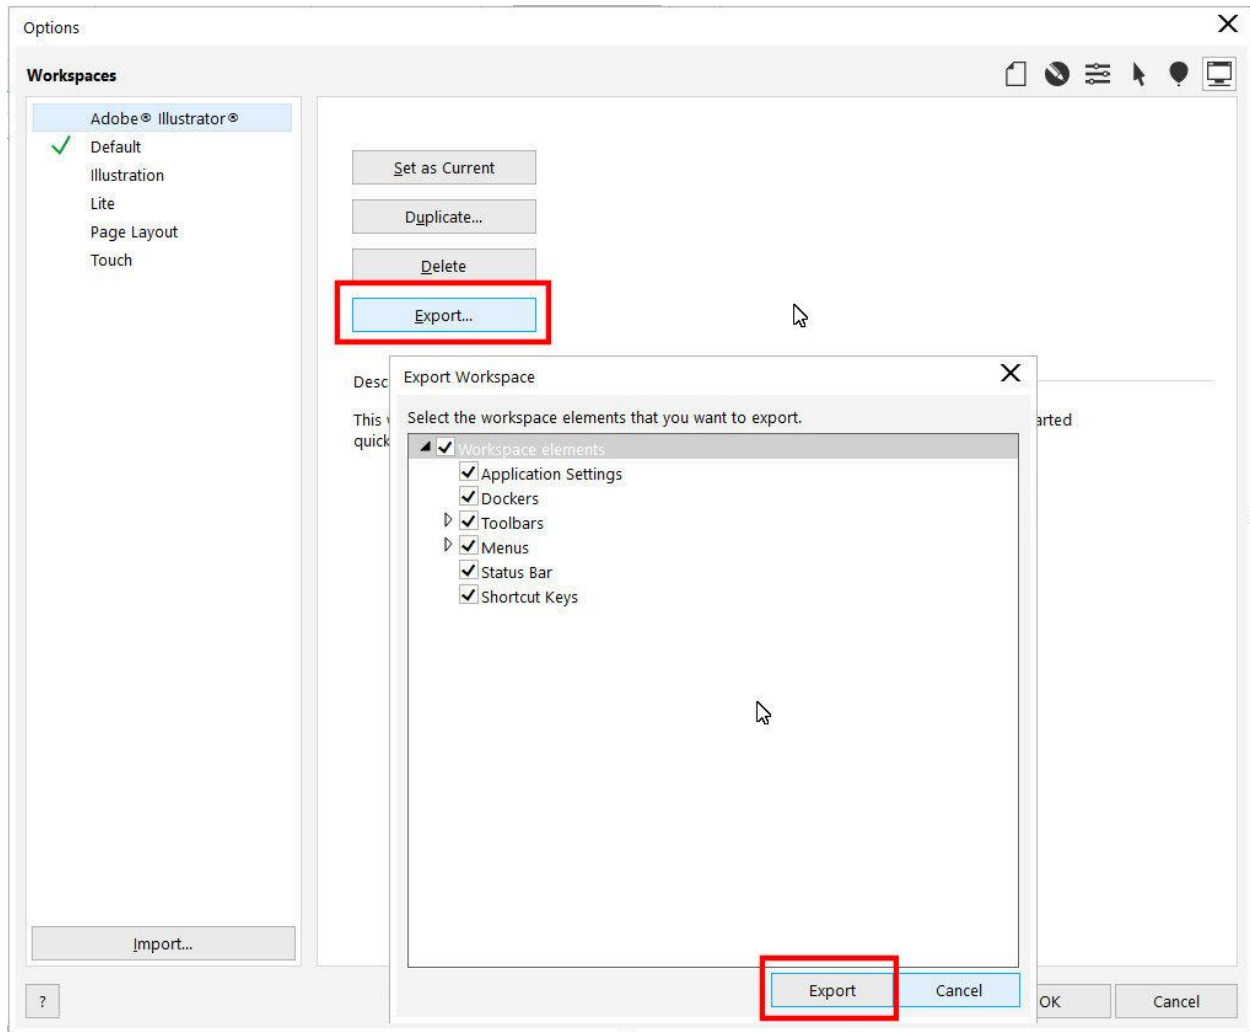 Options
Workspaces
Adobe® Illustrator®
Default
Illustration
Lite
Page Layout
Touch
Import...
?
Set as Current
Duplicate...
Delete
Export...
Desc
This
arted
quick
Export Workspace
Select the workspace elements that you want to export.
Workspace elements
Application Settings
Dockers
Toolbars
Menus
Status Bar
Shortcut Keys
Export
Cancel
OK
Cancel